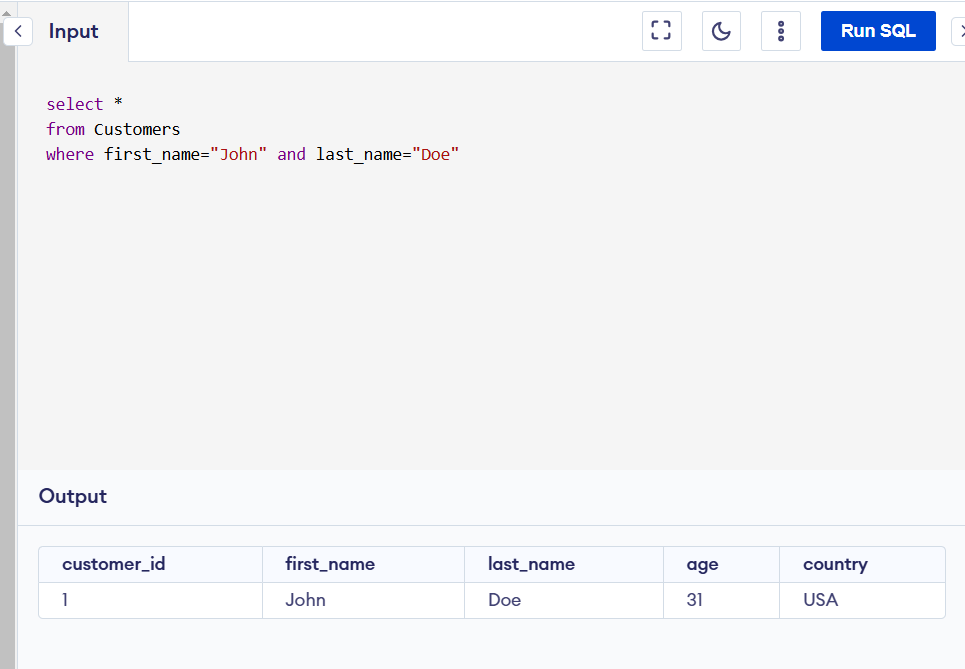 Input
Run SQL
select *
from Customers
where first_name="John" and last_name="Doe"
Output
customer_id first_name last_name age country
1 John Doe 31 USA